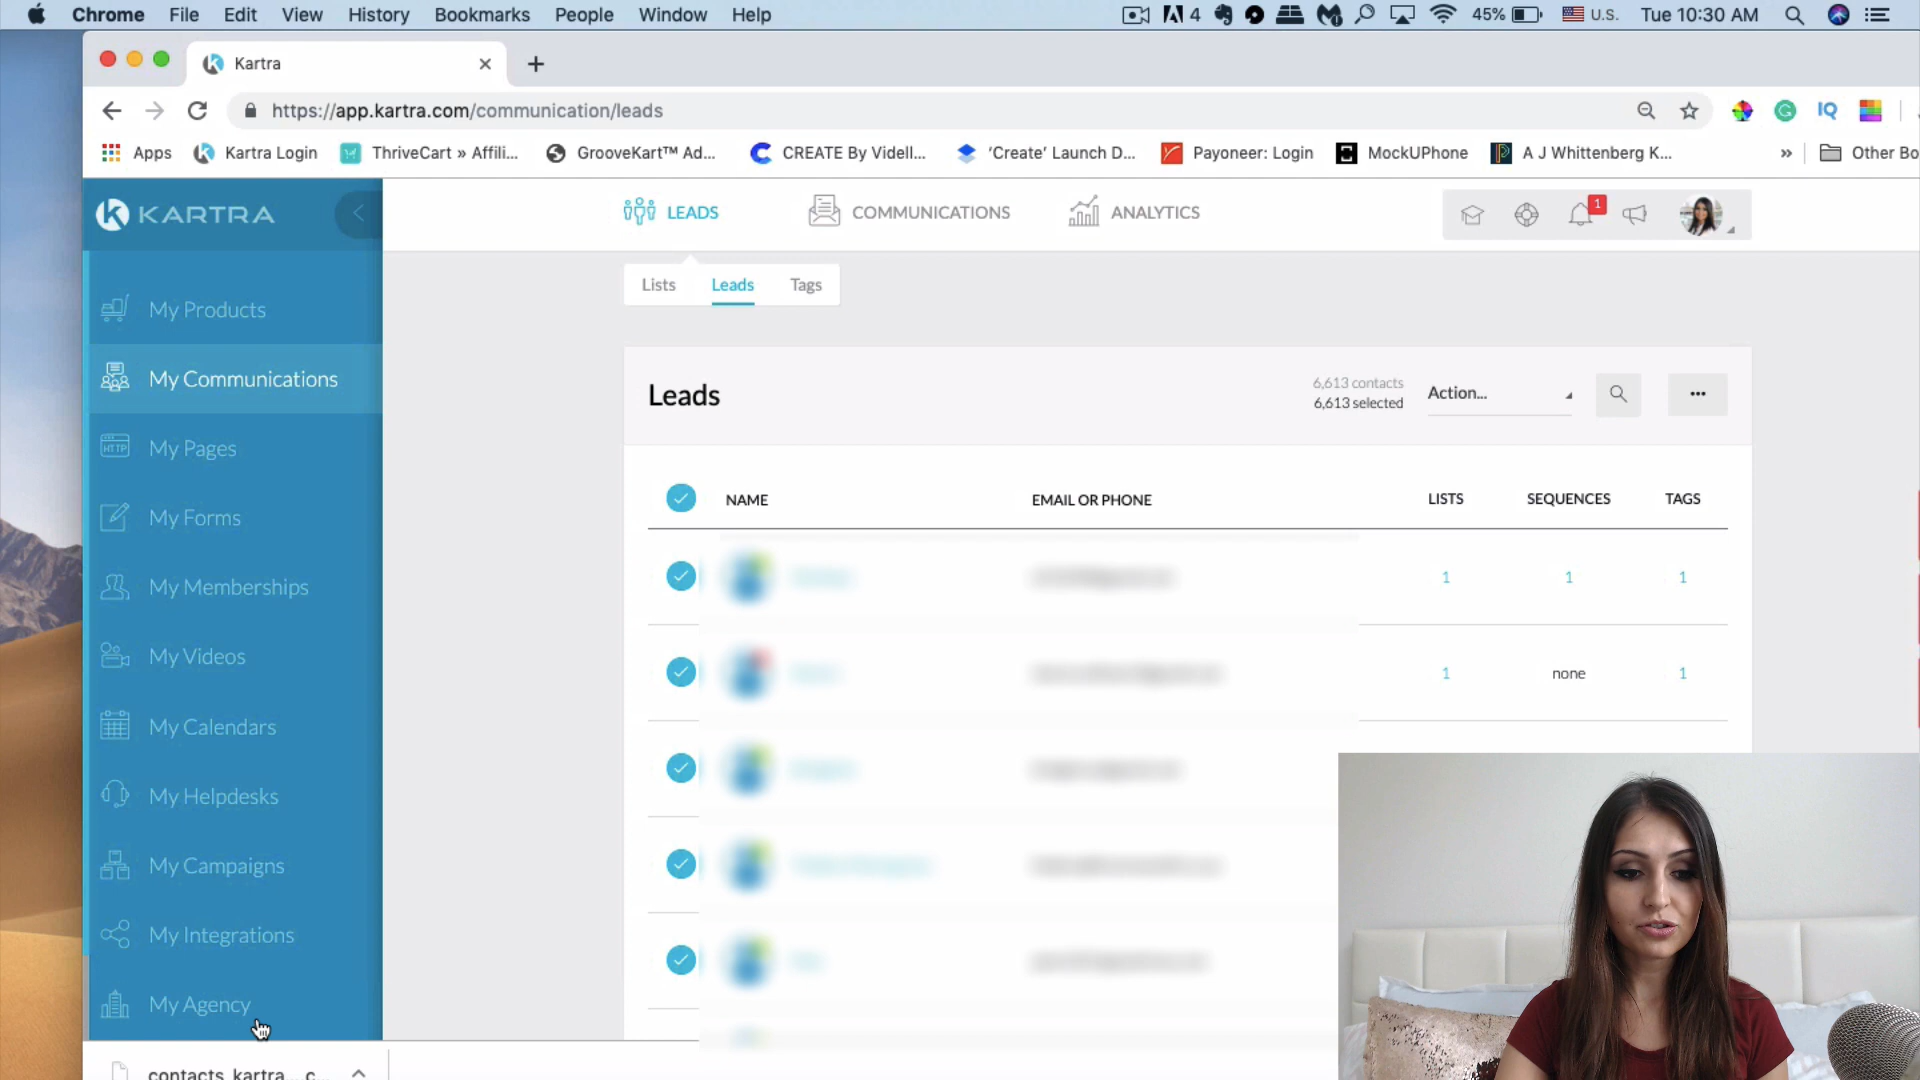 Chrome File Edit View History Bookmarks People Window Help 4 45% U.S. Tue 10:30 AM
Kartra
https://app.kartra.com/communication/leads
Apps Kartra Login ThriveCart » Affili... GrooveKart™ Ad... CREATE By Videll... 'Create' Launch D... Payoneer: Login MockUPhone A J Whittenberg K... » Other Bo
KARTRA
LEADS COMMUNICATIONS ANALYTICS 1
Lists Leads Tags
My Products
My Communications
My Pages
My Forms
My Memberships
My Videos
My Calendars
My Helpdesks
My Campaigns
My Integrations
My Agency
Leads
6,613 contacts
6,613 selected
Action...
NAME EMAIL OR PHONE LISTS SEQUENCES TAGS
1 1 1
1 none 1
HTTP
IQ
contacts_kartra....c...